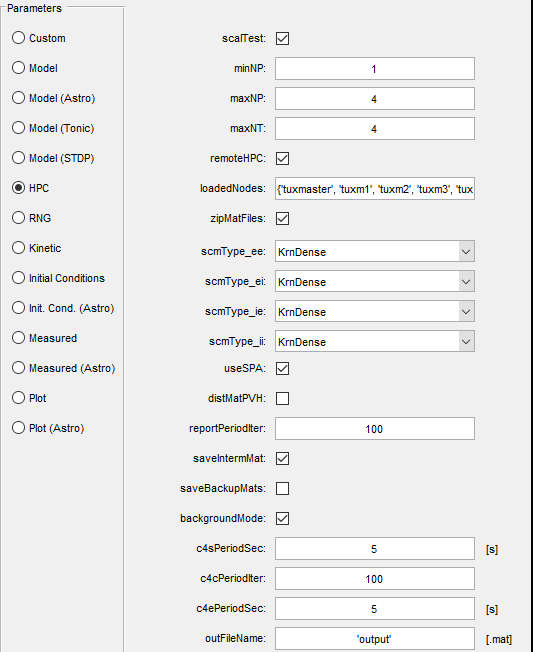 Parameters
Custom
Model
Model (Astro)
Model (Tonic)
Model (STDP)
HPC
RNG
Kinetic
Initial Conditions
Init. Cond. (Astro)
Measured
Measured (Astro)
Plot
Plot (Astro)
scalTest:
minNP: 1
maxNP: 4
maxNT: 4
remoteHPC:
loadedNodes: {'tuxmaster', 'tuxm1', 'tuxm2', 'tuxm3', 'tux
zipMatFiles:
scmType_ee: KrnDense
scmType_ei: KrnDense
scmType_ie: KrnDense
scmType_ii: KrnDense
useSPA:
distMatPVH:
reportPeriodIter: 100
saveIntermMat:
saveBackupMats:
backgroundMode:
c4sPeriodSec: 5 [s]
c4cPeriodIter: 100
c4ePeriodSec: 5 [s]
outFileName: 'output' [.mat]